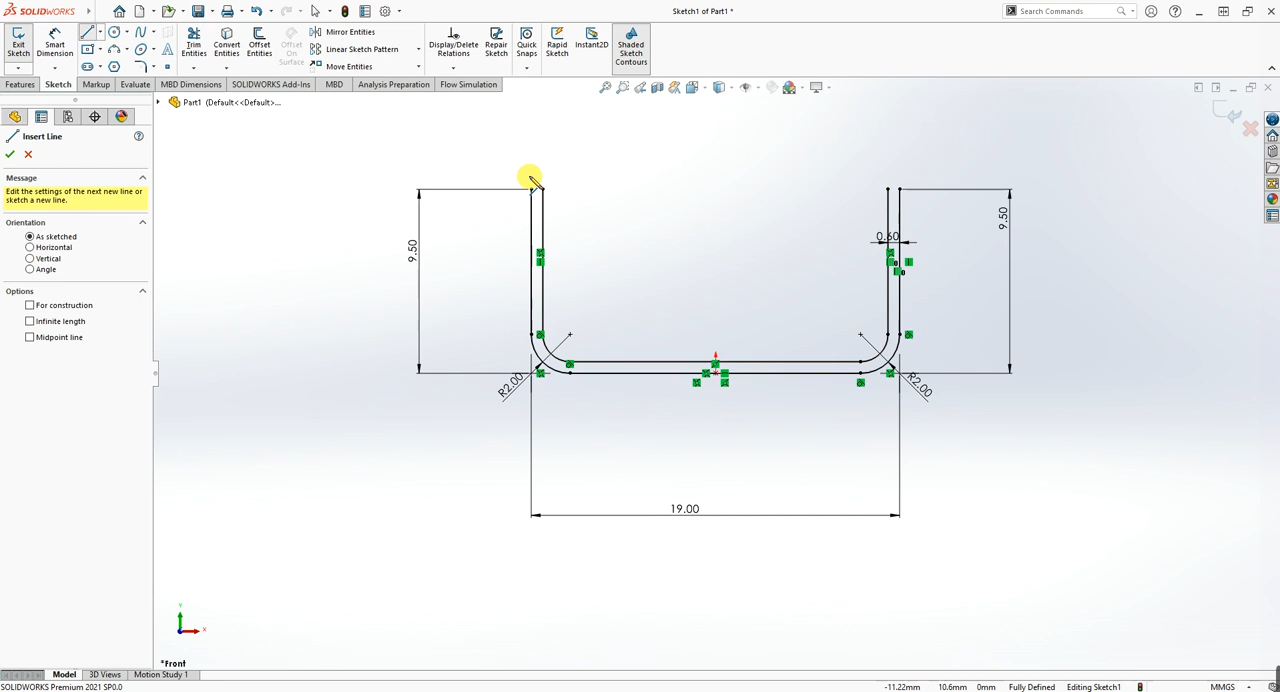 SOLIDWORKS
Sketch1 of Part1 *
Search Commands
Exit Sketch
Smart Dimension
Trim Entities
Convert Entities
Offset Entities
Offset On Surface
Mirror Entities
Linear Sketch Pattern
Move Entities
Display/Delete Relations
Repair Sketch
Quick Snaps
Rapid Sketch
Instant2D
Shaded Sketch Contours
Features Sketch Markup Evaluate MBD Dimensions SOLIDWORKS Add-Ins MBD Analysis Preparation Flow Simulation
Part1 (Default<<Default>...
Insert Line
Message
Edit the settings of the next new line or
sketch a new line.
Orientation
As sketched
Horizontal
Vertical
Angle
Options
For construction
Infinite length
Midpoint line
9.50
0.60
9.50
R2.00
R2.00
19.00
Y
X
*Front
Model 3D Views Motion Study 1
SOLIDWORKS Premium 2021 SP0.0
-11.22mm 10.6mm 0mm Fully Defined Editing Sketch1 MMGS